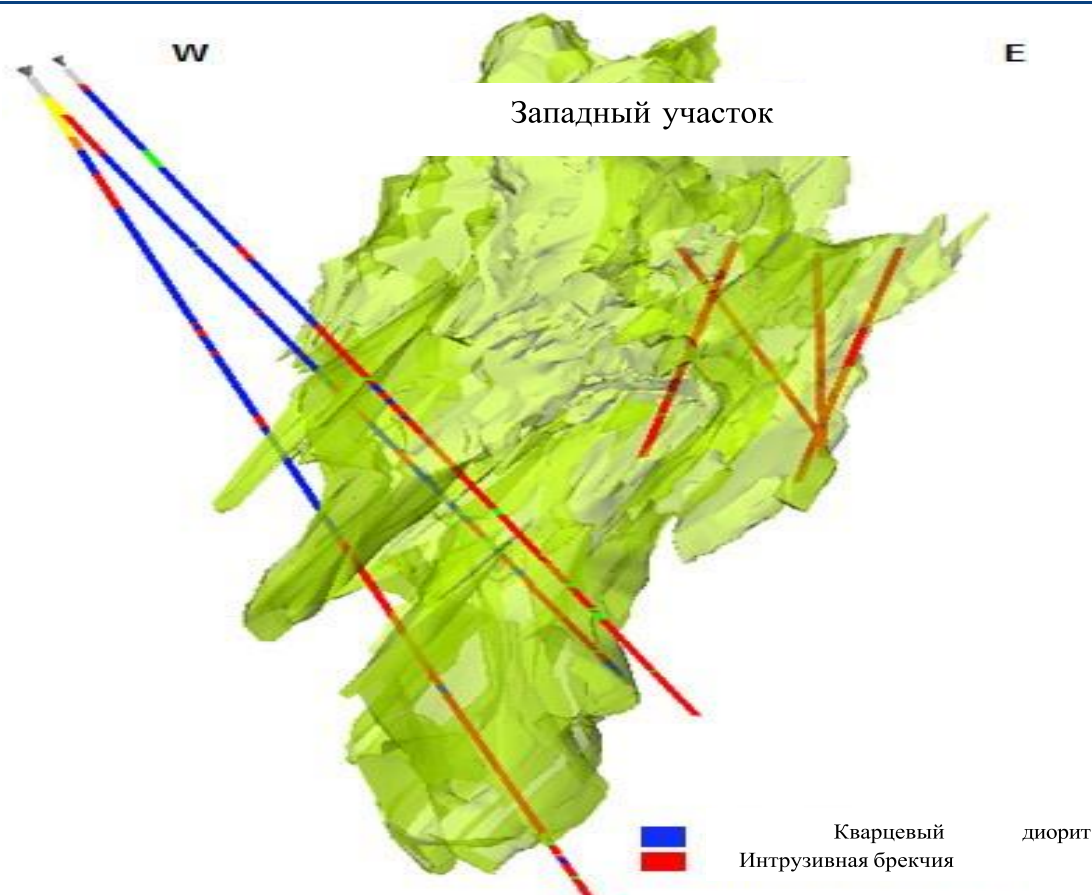 W E
Западный участок
Кварцевый диорит
Интрузивная брекчия